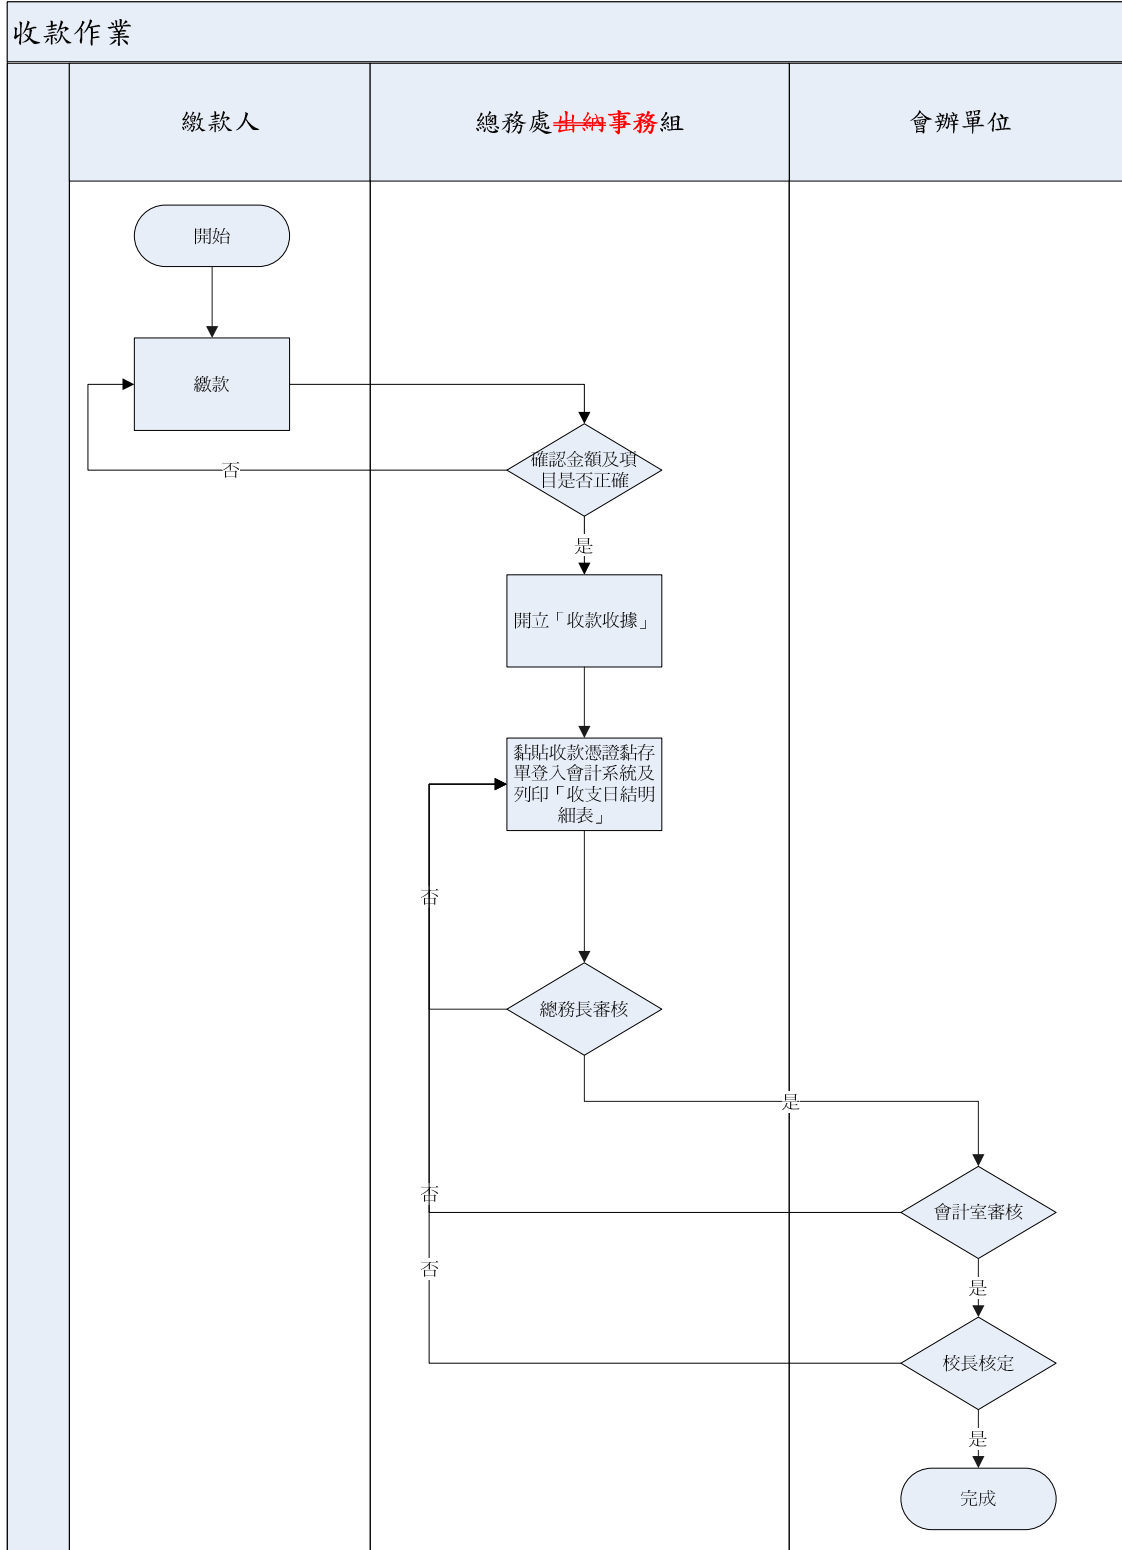 收款作業
繳款人
總務處出納事務組
會辦單位
開始
繳款
確認金額及項
目是否正確
否
是
開立「收款收據」
黏貼收款憑證黏存
單登入會計系統及
列印「收支日結明
細表」
否
總務長審核
是
否
會計室審核
否
是
校長核定
是
完成